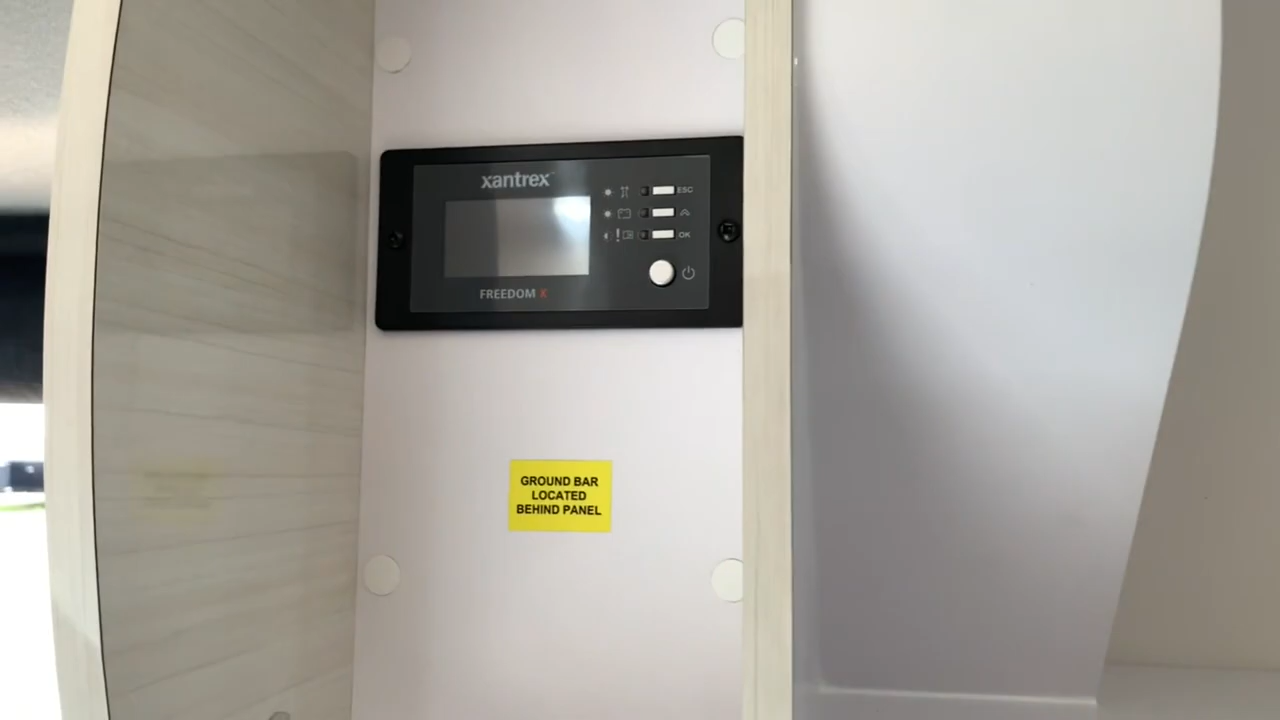 xantrex
ESC
OK
FREEDOM X
GROUND BAR
LOCATED
BEHIND PANEL